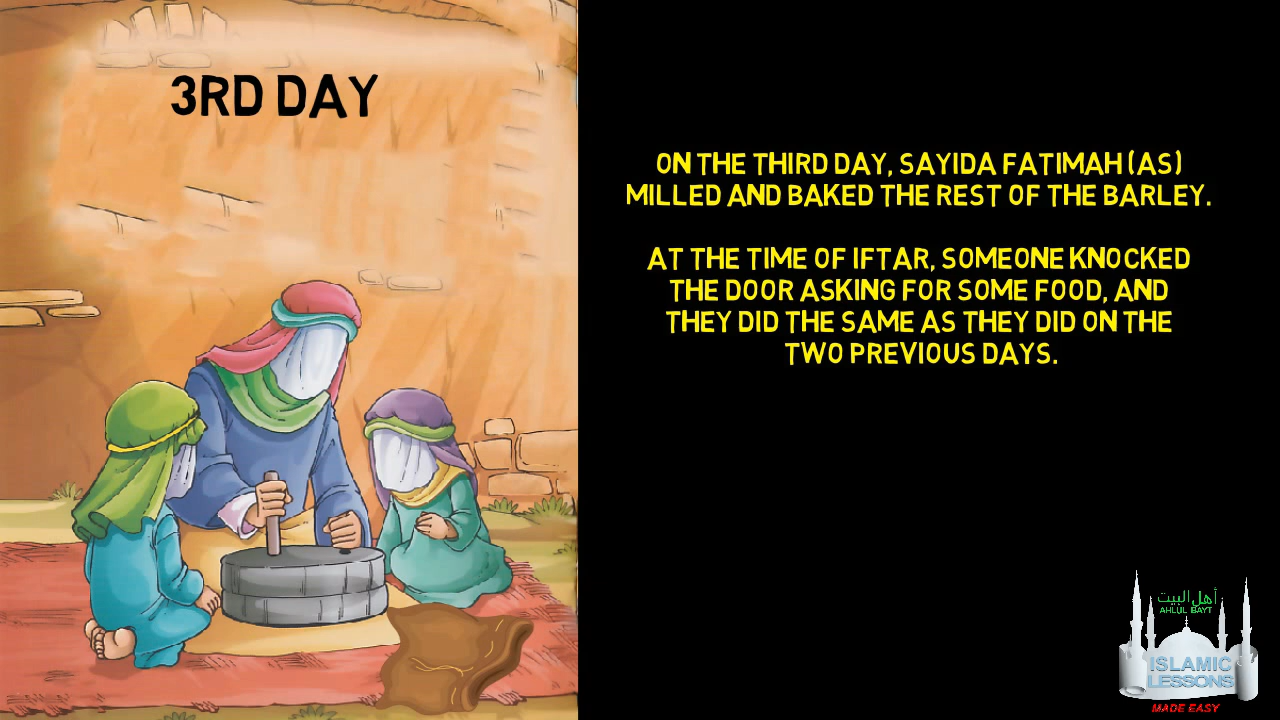 3RD DAY
ON THE THIRD DAY, SAYIDA FATIMAH (AS)
MILLED AND BAKED THE REST OF THE BARLEY.
AT THE TIME OF IFTAR, SOMEONE KNOCKED
THE DOOR ASKING FOR SOME FOOD, AND
THEY DID THE SAME AS THEY DID ON THE
TWO PREVIOUS DAYS.
أهل البيت
AHLUL BAYT
ISLAMIC
LESSONS
MADE EASY